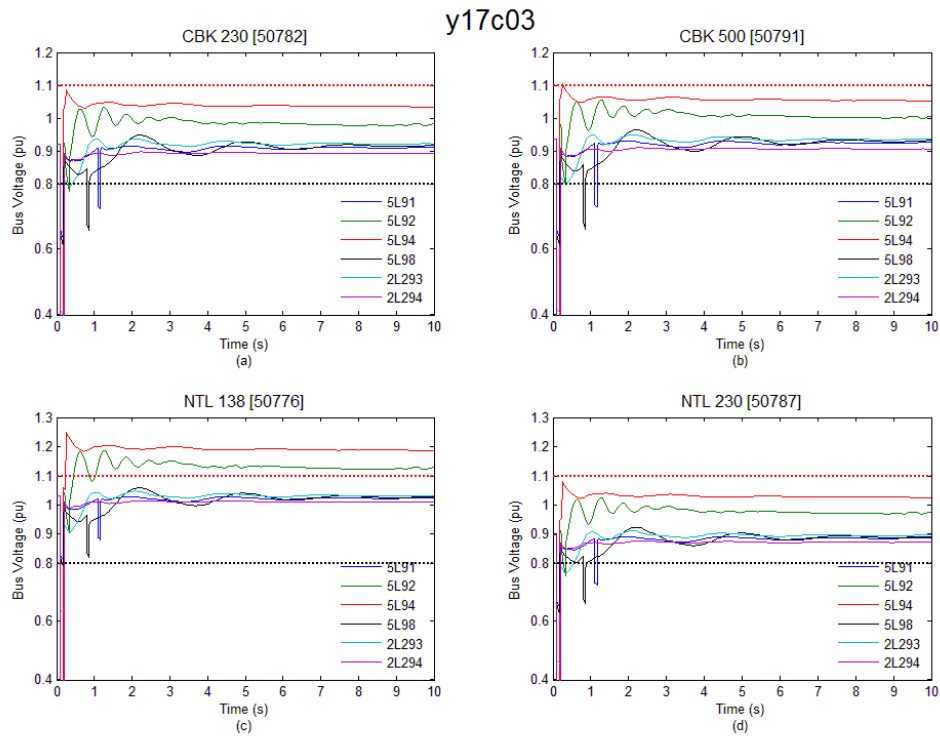 y17c03
CBK 230 [50782]
1.2
1.1
1
0.9
0.8
0.6
0.4
Bus Voltage (pu)
5L91
5L92
5L94
5L98
2L293
2L294
0 1 2 3 4 5 6 7 8 9 10
Time (s)
(a)
CBK 500 [50791]
1.2
1.1
1
0.9
0.8
0.6
0.4
Bus Voltage (pu)
5L91
5L92
5L94
5L98
2L293
2L294
0 1 2 3 4 5 6 7 8 9 10
Time (s)
(b)
NTL 138 [50776]
1.3
1.2
1.1
1
0.9
0.8
0.6
0.4
Bus Voltage (pu)
5L91
5L92
5L94
5L98
2L293
2L294
0 1 2 3 4 5 6 7 8 9 10
Time (s)
(c)
NTL 230 [50787]
1.3
1.2
1.1
1
0.9
0.8
0.6
0.4
Bus Voltage (pu)
5L91
5L92
5L94
5L98
2L293
2L294
0 1 2 3 4 5 6 7 8 9 10
Time (s)
(d)